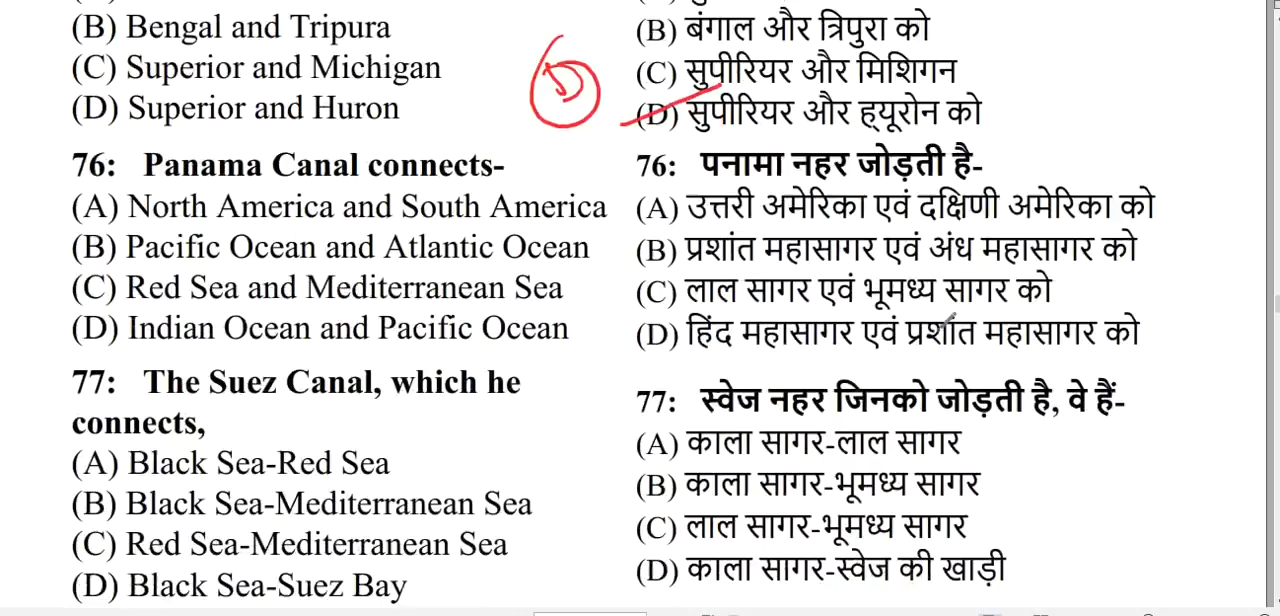 (B) Bengal and Tripura
(C) Superior and Michigan
(D) Superior and Huron
76: Panama Canal connects-
(A) North America and South America
(B) Pacific Ocean and Atlantic Ocean
(C) Red Sea and Mediterranean Sea
(D) Indian Ocean and Pacific Ocean
77: The Suez Canal, which he
connects,
(A) Black Sea-Red Sea
(B) Black Sea-Mediterranean Sea
(C) Red Sea-Mediterranean Sea
(D) Black Sea-Suez Bay
D
(B) बंगाल और त्रिपुरा को
(C) सुपीरियर और मिशिगन
(D) सुपीरियर और ह्यूरोन को
76: पनामा नहर जोड़ती है-
(A) उत्तरी अमेरिका एवं दक्षिणी अमेरिका को
(B) प्रशांत महासागर एवं अंध महासागर को
(C) लाल सागर एवं भूमध्य सागर को
(D) हिंद महासागर एवं प्रशांत महासागर को
77: स्वेज नहर जिनको जोड़ती है, वे हैं-
(A) काला सागर-लाल सागर
(B) काला सागर-भूमध्य सागर
(C) लाल सागर-भूमध्य सागर
(D) काला सागर-स्वेज की खाड़ी